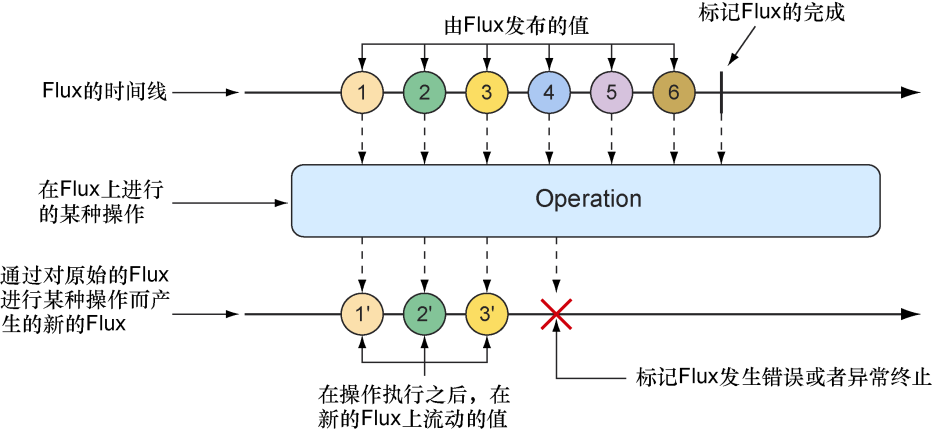 标记Flux的完成
由Flux发布的值
Flux的时间线
1 2 3 4 5 6
在Flux上进行
的某种操作
Operation
通过对原始的Flux
进行某种操作而产
生的新的Flux
1' 2' 3'
标记Flux发生错误或者异常终止
在操作执行之后，在
新的Flux上流动的值